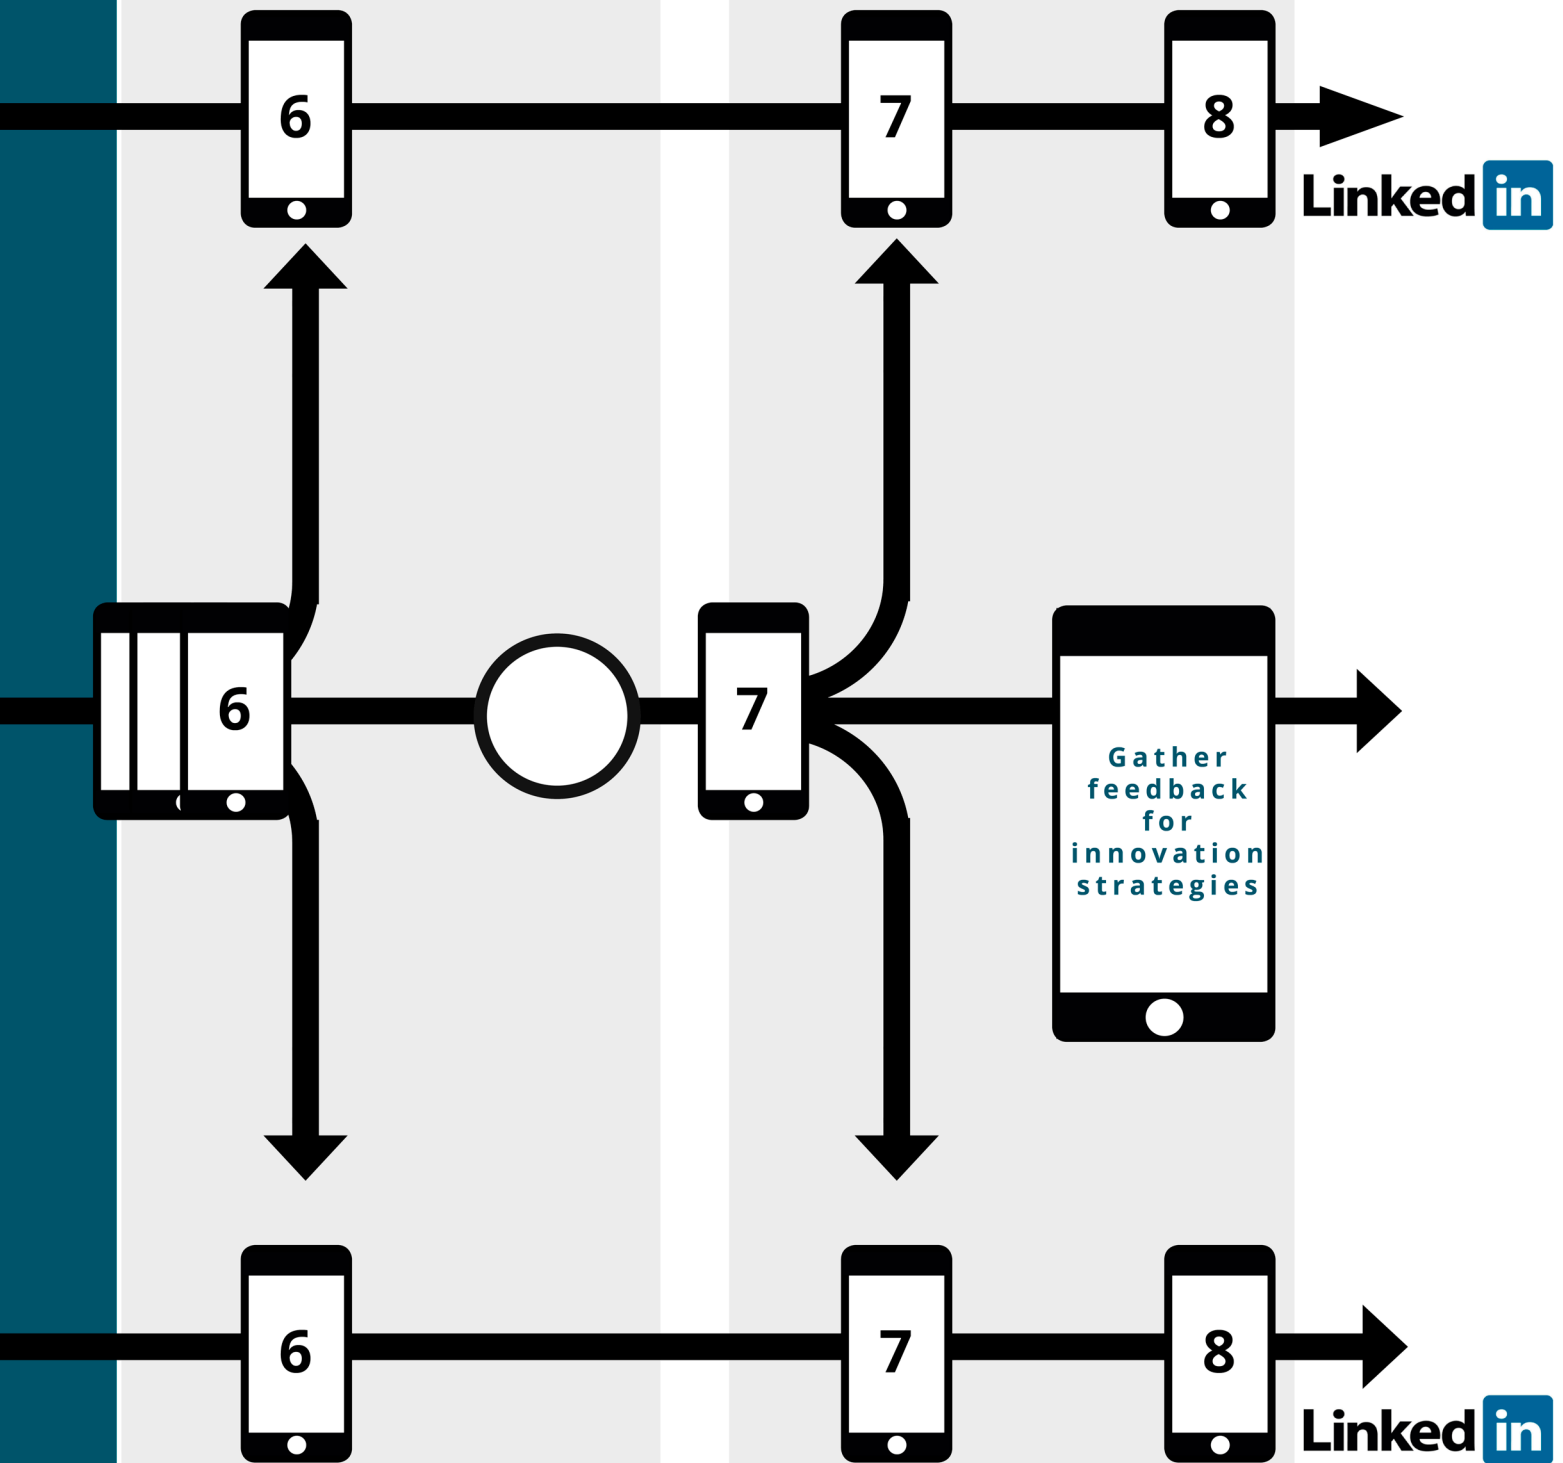 6
7
8
Linked in
6
7
Gather
feedback
for
innovation
strategies
6
7
8
Linked in